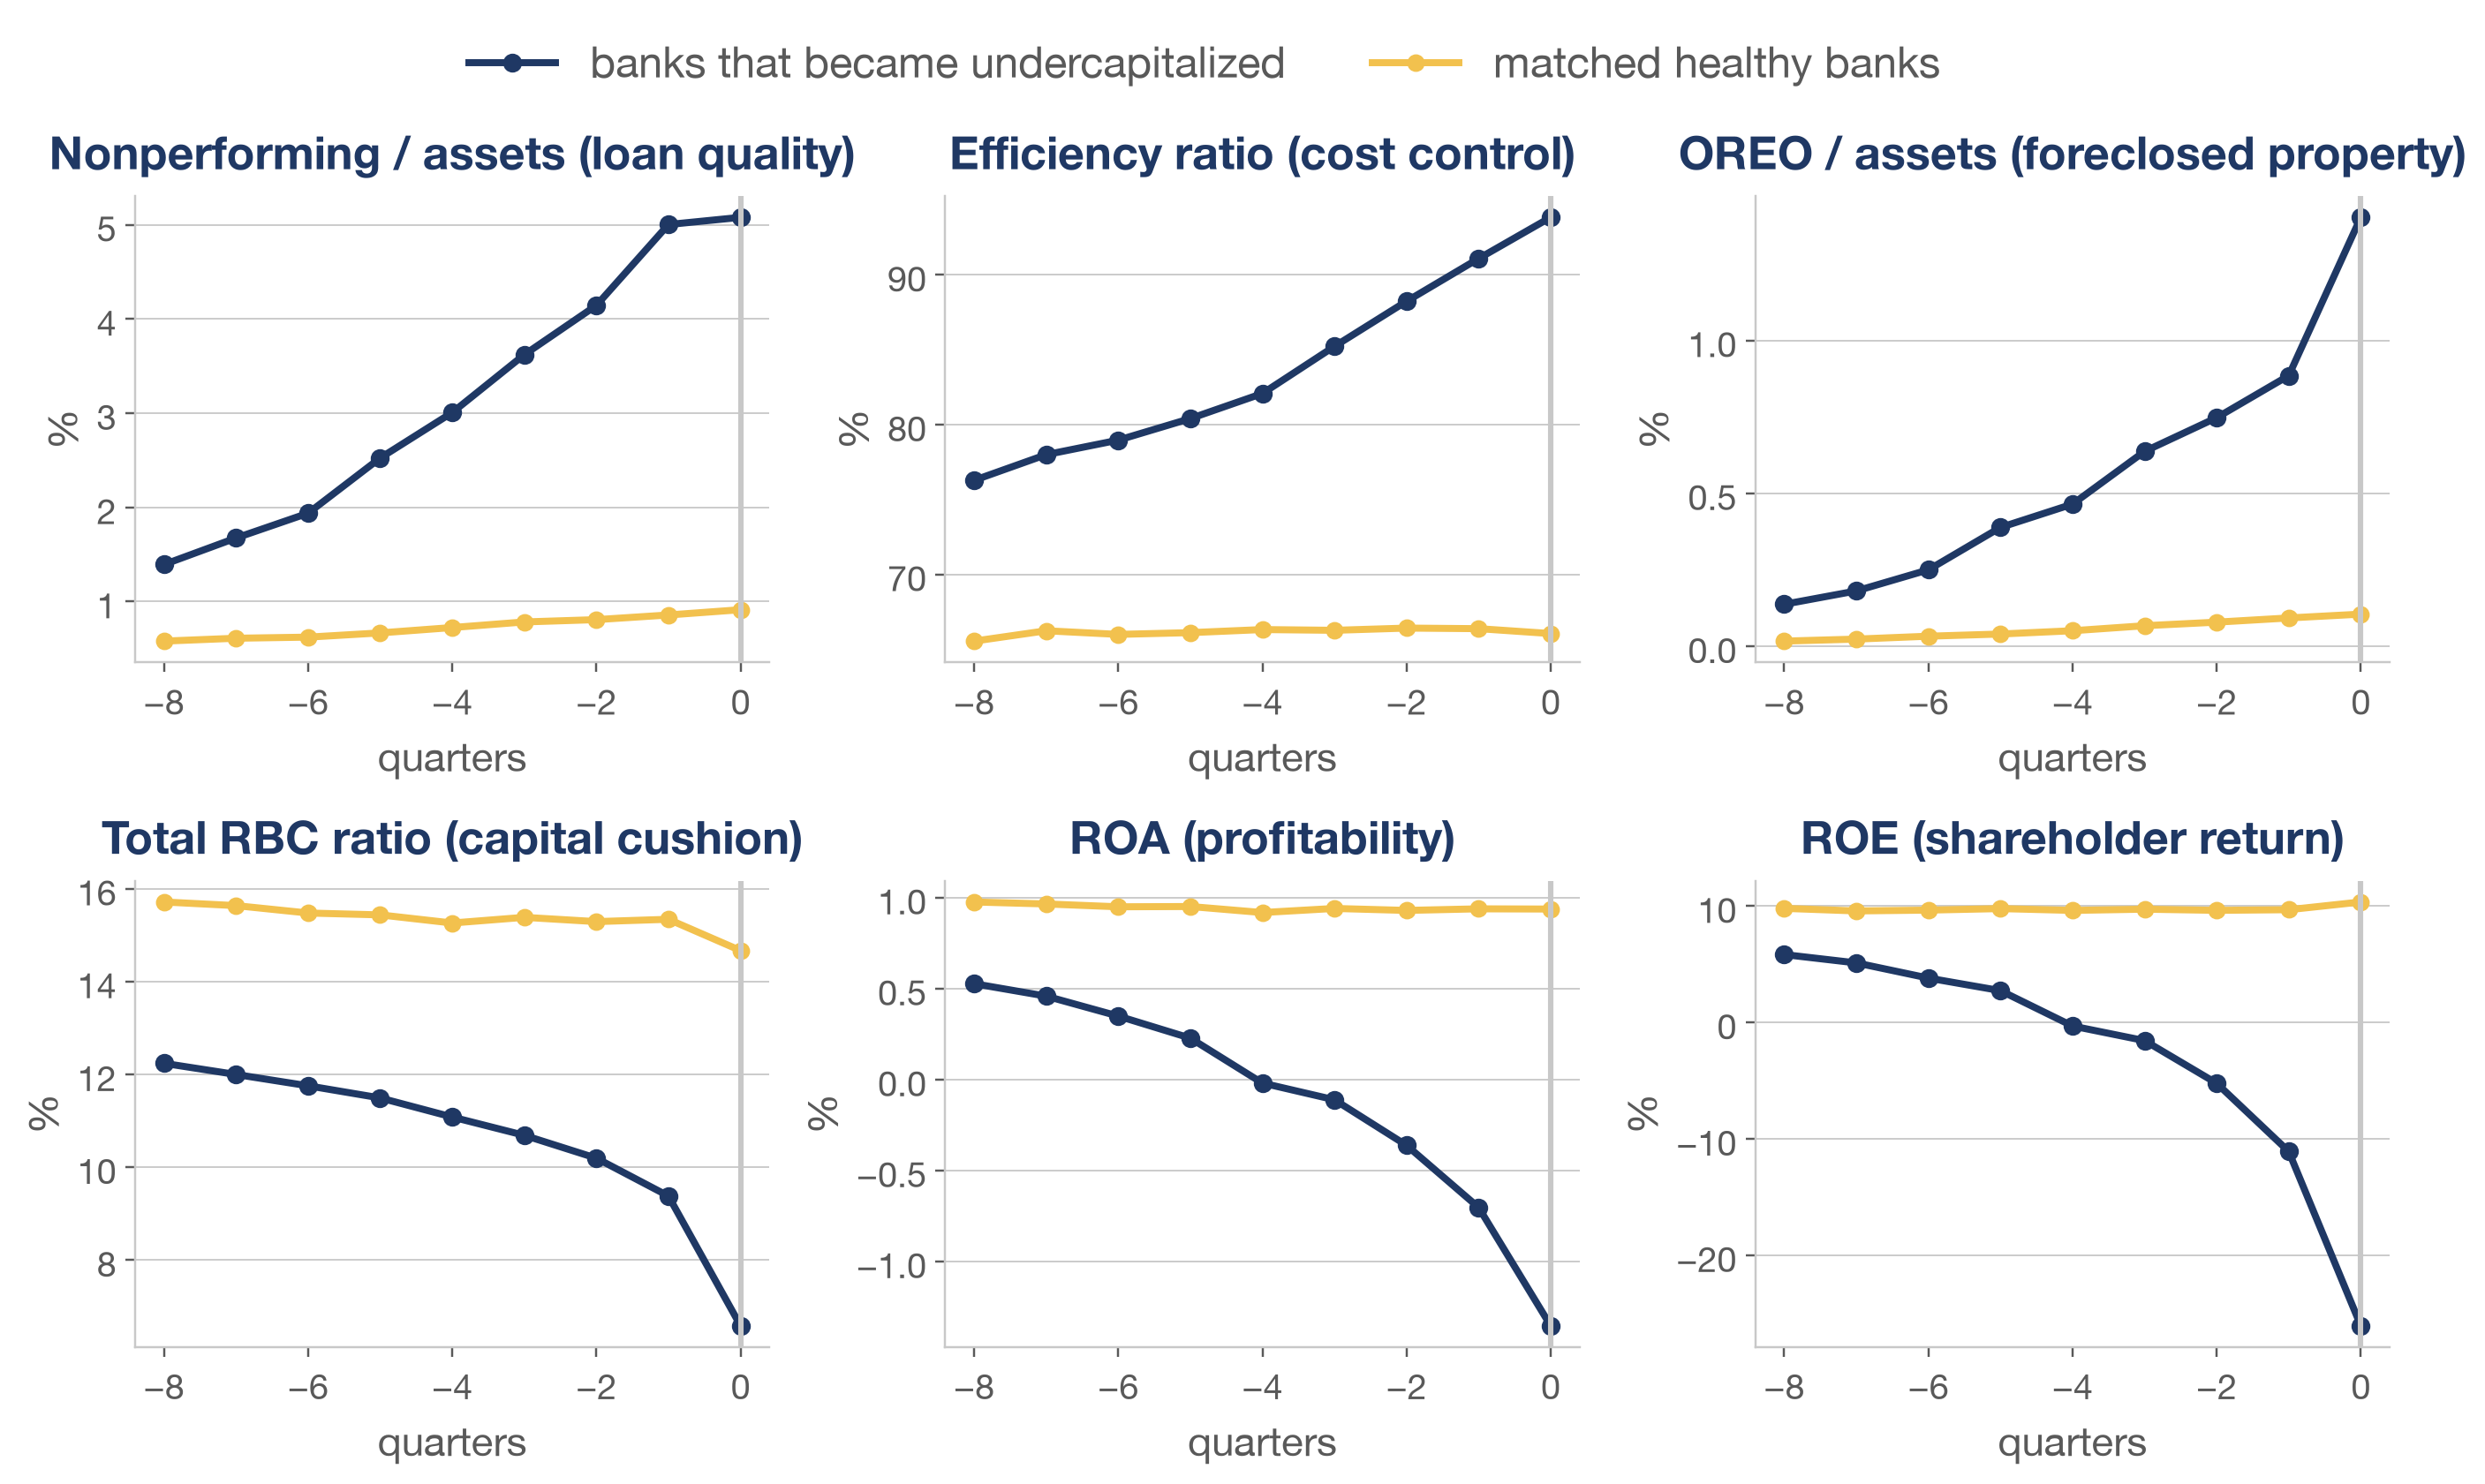 banks that became undercapitalized
matched healthy banks
Nonperforming / assets (loan quality)
5
4
3
2
1
%
−8 −6 −4 −2 0
quarters
Efficiency ratio (cost control)
90
80
70
%
−8 −6 −4 −2 0
quarters
OREO / assets (foreclosed property)
1.0
0.5
0.0
%
−8 −6 −4 −2 0
quarters
Total RBC ratio (capital cushion)
16
14
12
10
8
%
−8 −6 −4 −2 0
quarters
ROA (profitability)
1.0
0.5
0.0
−0.5
−1.0
%
−8 −6 −4 −2 0
quarters
ROE (shareholder return)
10
0
−10
−20
%
−8 −6 −4 −2 0
quarters